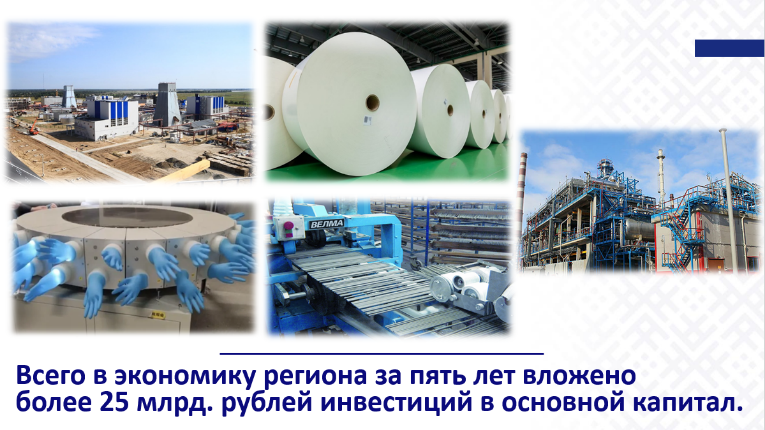 ВЕЛМА
Всего в экономику региона за пять лет вложено
более 25 млрд. рублей инвестиций в основной капитал.